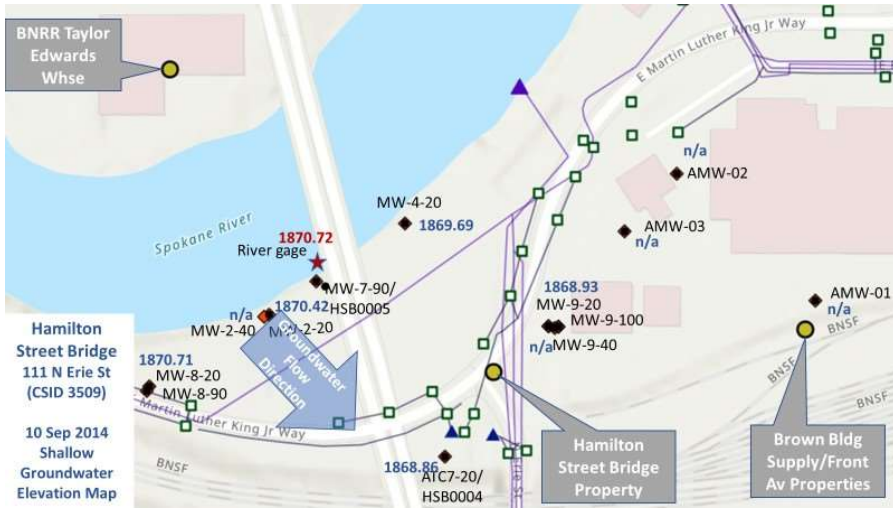 BNRR Taylor
Edwards
Whse
E Martin Luther King Jr Way
n/a
AMW-02
MW-4-20
1869.69
AMW-03
n/a
Spokane River
1870.72
River gage
MW-7-90/
HSB0005
1868.93
MW-9-20
MW-9-100
n/a
MW-9-40
AMW-01
n/a
n/a
1870.42
MW-2-40
MW-2-20
Groundwater
Flow
Direction
BNSF
BNSF
Hamilton
Street Bridge
111 N Erie St
(CSID 3509)
10 Sep 2014
Shallow
Groundwater
Elevation Map
1870.71
MW-8-20
MW-8-90
Martin Luther King Jr Way
BNSF
1868.86
ATC7-20/
HSB0004
Hamilton
Street Bridge
Property
Brown Bldg
Supply/Front
Av Properties
BNSF